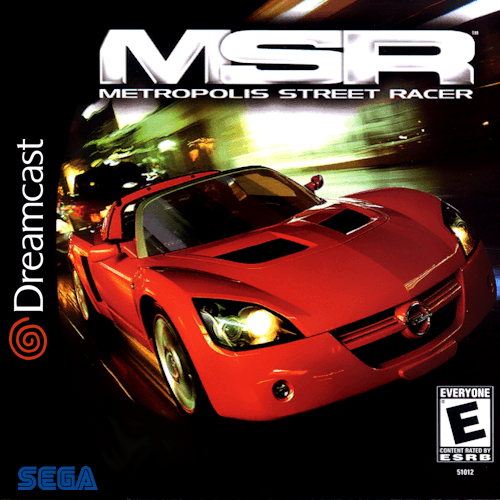 MSR
™
METROPOLIS STREET RACER
Dreamcast
EVERYONE
E
CONTENT RATED BY
ESRB
SEGA
51012